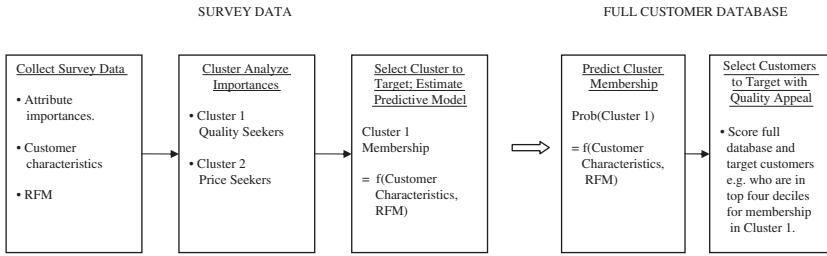 SURVEY DATA
FULL CUSTOMER DATABASE
Collect Survey Data
• Attribute
importances.
• Customer
characteristics
• RFM
Cluster Analyze
Importances
• Cluster 1
Quality Seekers
• Cluster 2
Price Seekers
Select Cluster to
Target; Estimate
Predictive Model
Cluster 1
Membership
= f(Customer
Characteristics,
RFM)
Predict Cluster
Membership
Prob(Cluster 1)
= f(Customer
Characteristics,
RFM)
Select Customers
to Target with
Quality Appeal
• Score full
database and
target customers
e.g. who are in
top four deciles
for membership
in Cluster 1.